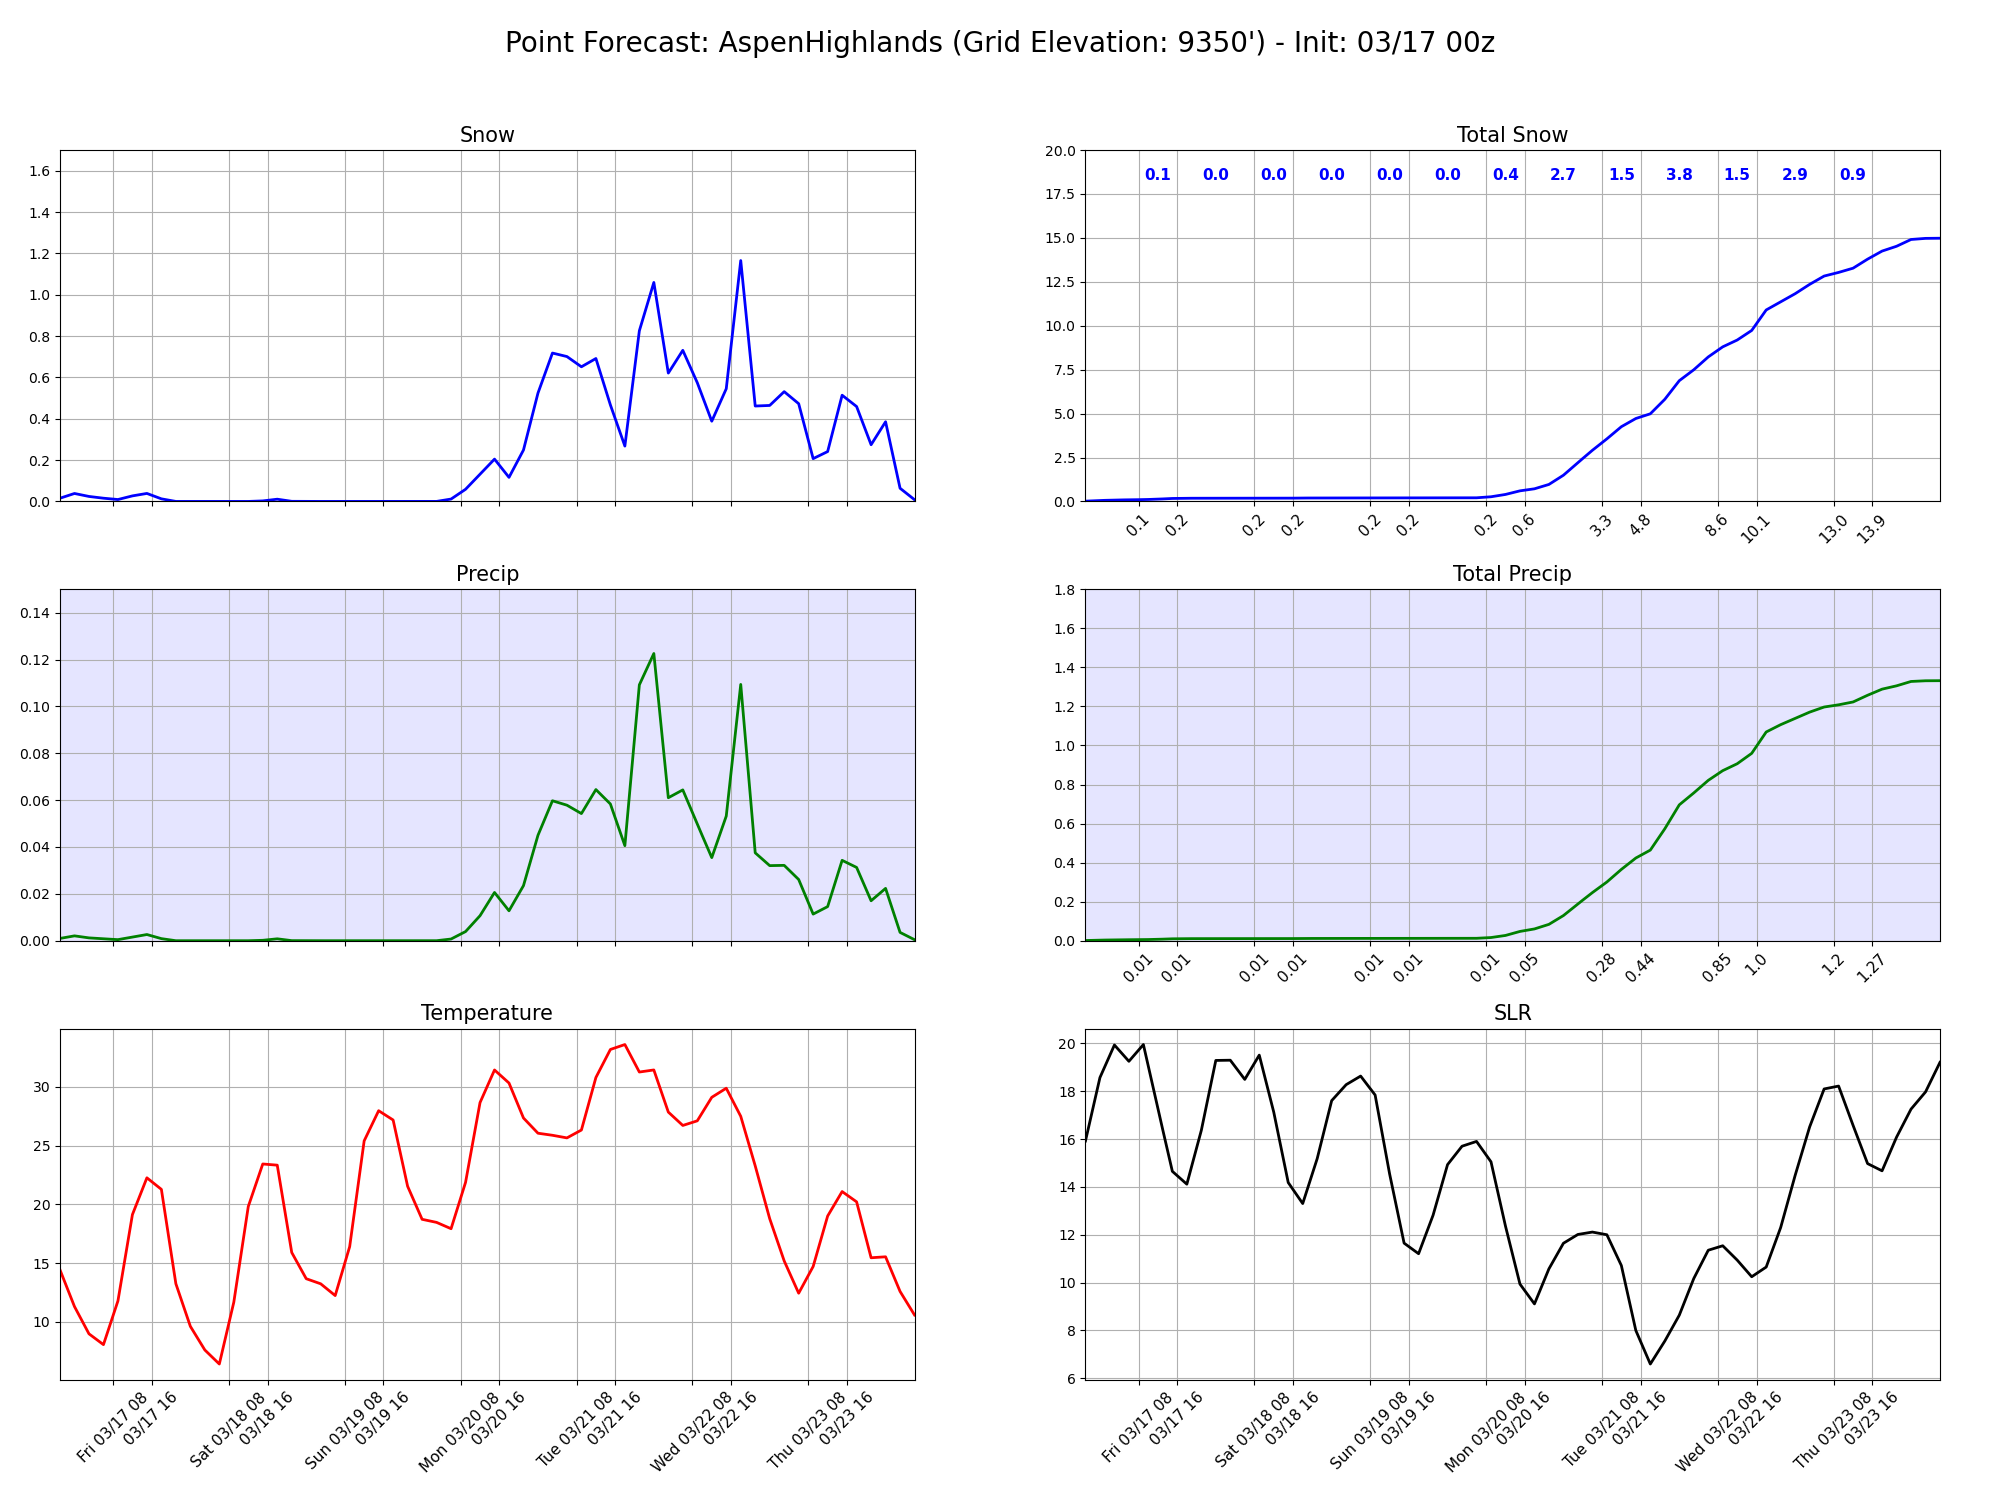 Point Forecast: AspenHighlands (Grid Elevation: 9350') - Init: 03/17 00z
Snow
1.6
1.4
1.2
1.0
0.8
0.6
0.4
0.2
0.0
Total Snow
20.0
17.5
15.0
12.5
10.0
7.5
5.0
2.5
0.0
0.1 0.0 0.0 0.0 0.0 0.0 0.4 2.7 1.5 3.8 1.5 2.9 0.9
0.1 0.2 0.2 0.2 0.2 0.2 0.2 0.6 3.3 4.8 8.6 10.1 13.0 13.9
Precip
0.14
0.12
0.10
0.08
0.06
0.04
0.02
0.00
Total Precip
1.8
1.6
1.4
1.2
1.0
0.8
0.6
0.4
0.2
0.0
0.01 0.01 0.01 0.01 0.01 0.01 0.01 0.05 0.28 0.44 0.85 1.0 1.2 1.27
Temperature
30
25
20
15
10
Fri 03/17 08
03/17 16
Sat 03/18 08
03/18 16
Sun 03/19 08
03/19 16
Mon 03/20 08
03/20 16
Tue 03/21 08
03/21 16
Wed 03/22 08
03/22 16
Thu 03/23 08
03/23 16
SLR
20
18
16
14
12
10
8
6
Fri 03/17 08
03/17 16
Sat 03/18 08
03/18 16
Sun 03/19 08
03/19 16
Mon 03/20 08
03/20 16
Tue 03/21 08
03/21 16
Wed 03/22 08
03/22 16
Thu 03/23 08
03/23 16